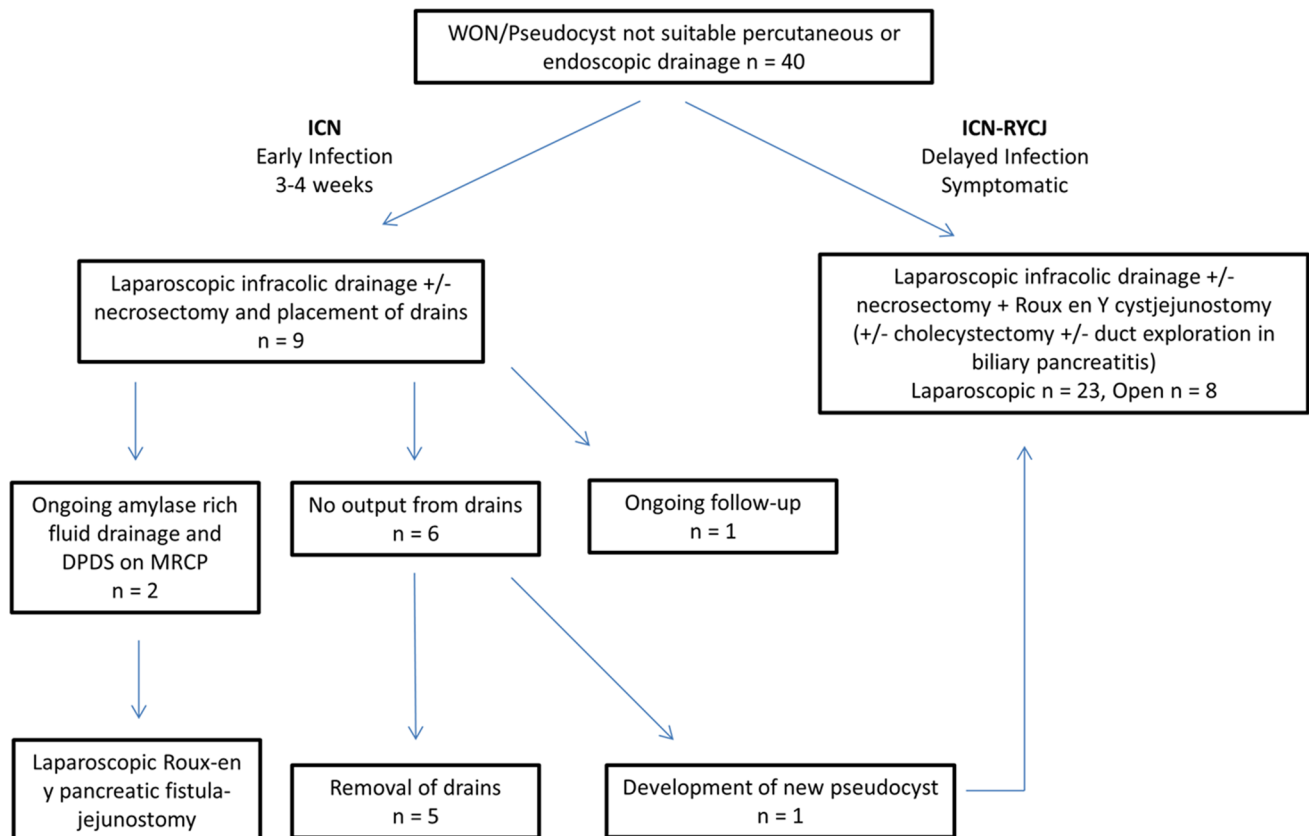 WON/Pseudocyst not suitable percutaneous or
endoscopic drainage n = 40
ICN
Early Infection
3-4 weeks
ICN-RYCJ
Delayed Infection
Symptomatic
Laparoscopic infracolic drainage +/-
necrosectomy and placement of drains
n = 9
Laparoscopic infracolic drainage +/-
necrosectomy + Roux en Y cystjejunostomy
(+/- cholecystectomy +/- duct exploration in
biliary pancreatitis)
Laparoscopic n = 23, Open n = 8
Ongoing amylase rich
fluid drainage and
DPDS on MRCP
n = 2
No output from drains
n = 6
Ongoing follow-up
n = 1
Laparoscopic Roux-en
y pancreatic fistula-
jejunostomy
Removal of drains
n = 5
Development of new pseudocyst
n = 1